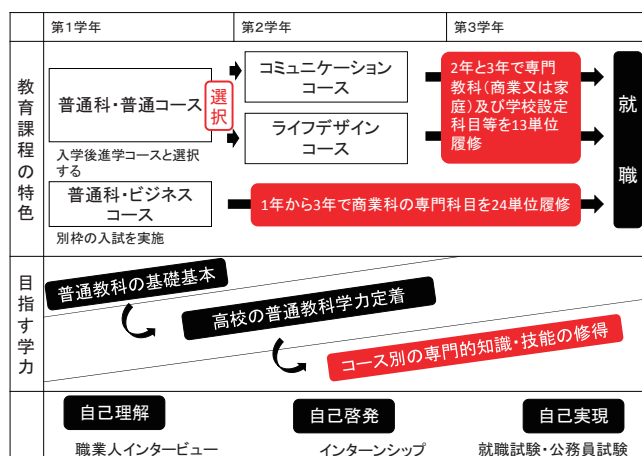 第1学年
第2学年
第3学年
教育課程の特色
普通科・普通コース
選択
入学後進学コースと選択
する
コミュニケーション
コース
ライフデザイン
コース
2年と3年で専門
教科(商業又は家
庭)及び学校設定
科目等を13単位
履修
就職
普通科・ビジネス
コース
別枠の入試を実施
1年から3年で商業科の専門科目を24単位履修
目指す学力
普通教科の基礎基本
高校の普通教科学力定着
コース別の専門的知識・技能の修得
自己理解
自己啓発
自己実現
職業人インタービュー
インターンシップ
就職試験・公務員試験